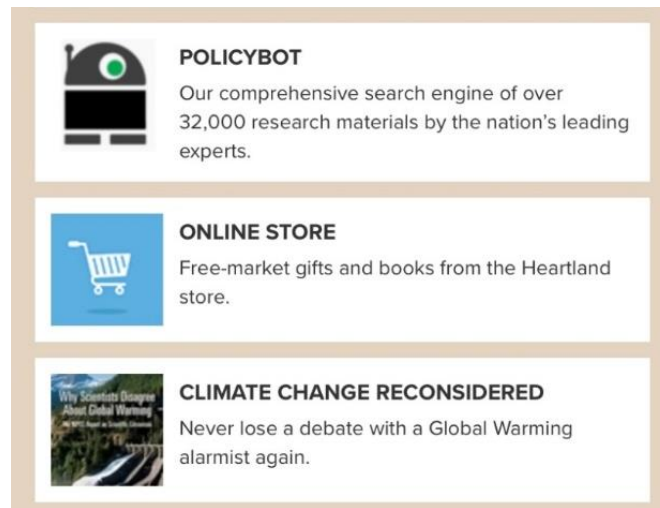 POLICYBOT
Our comprehensive search engine of over
32,000 research materials by the nation's leading
experts.
ONLINE STORE
Free-market gifts and books from the Heartland
store.
Why Scientists Disagree
About Global Warming
CLIMATE CHANGE RECONSIDERED
Never lose a debate with a Global Warming
alarmist again.